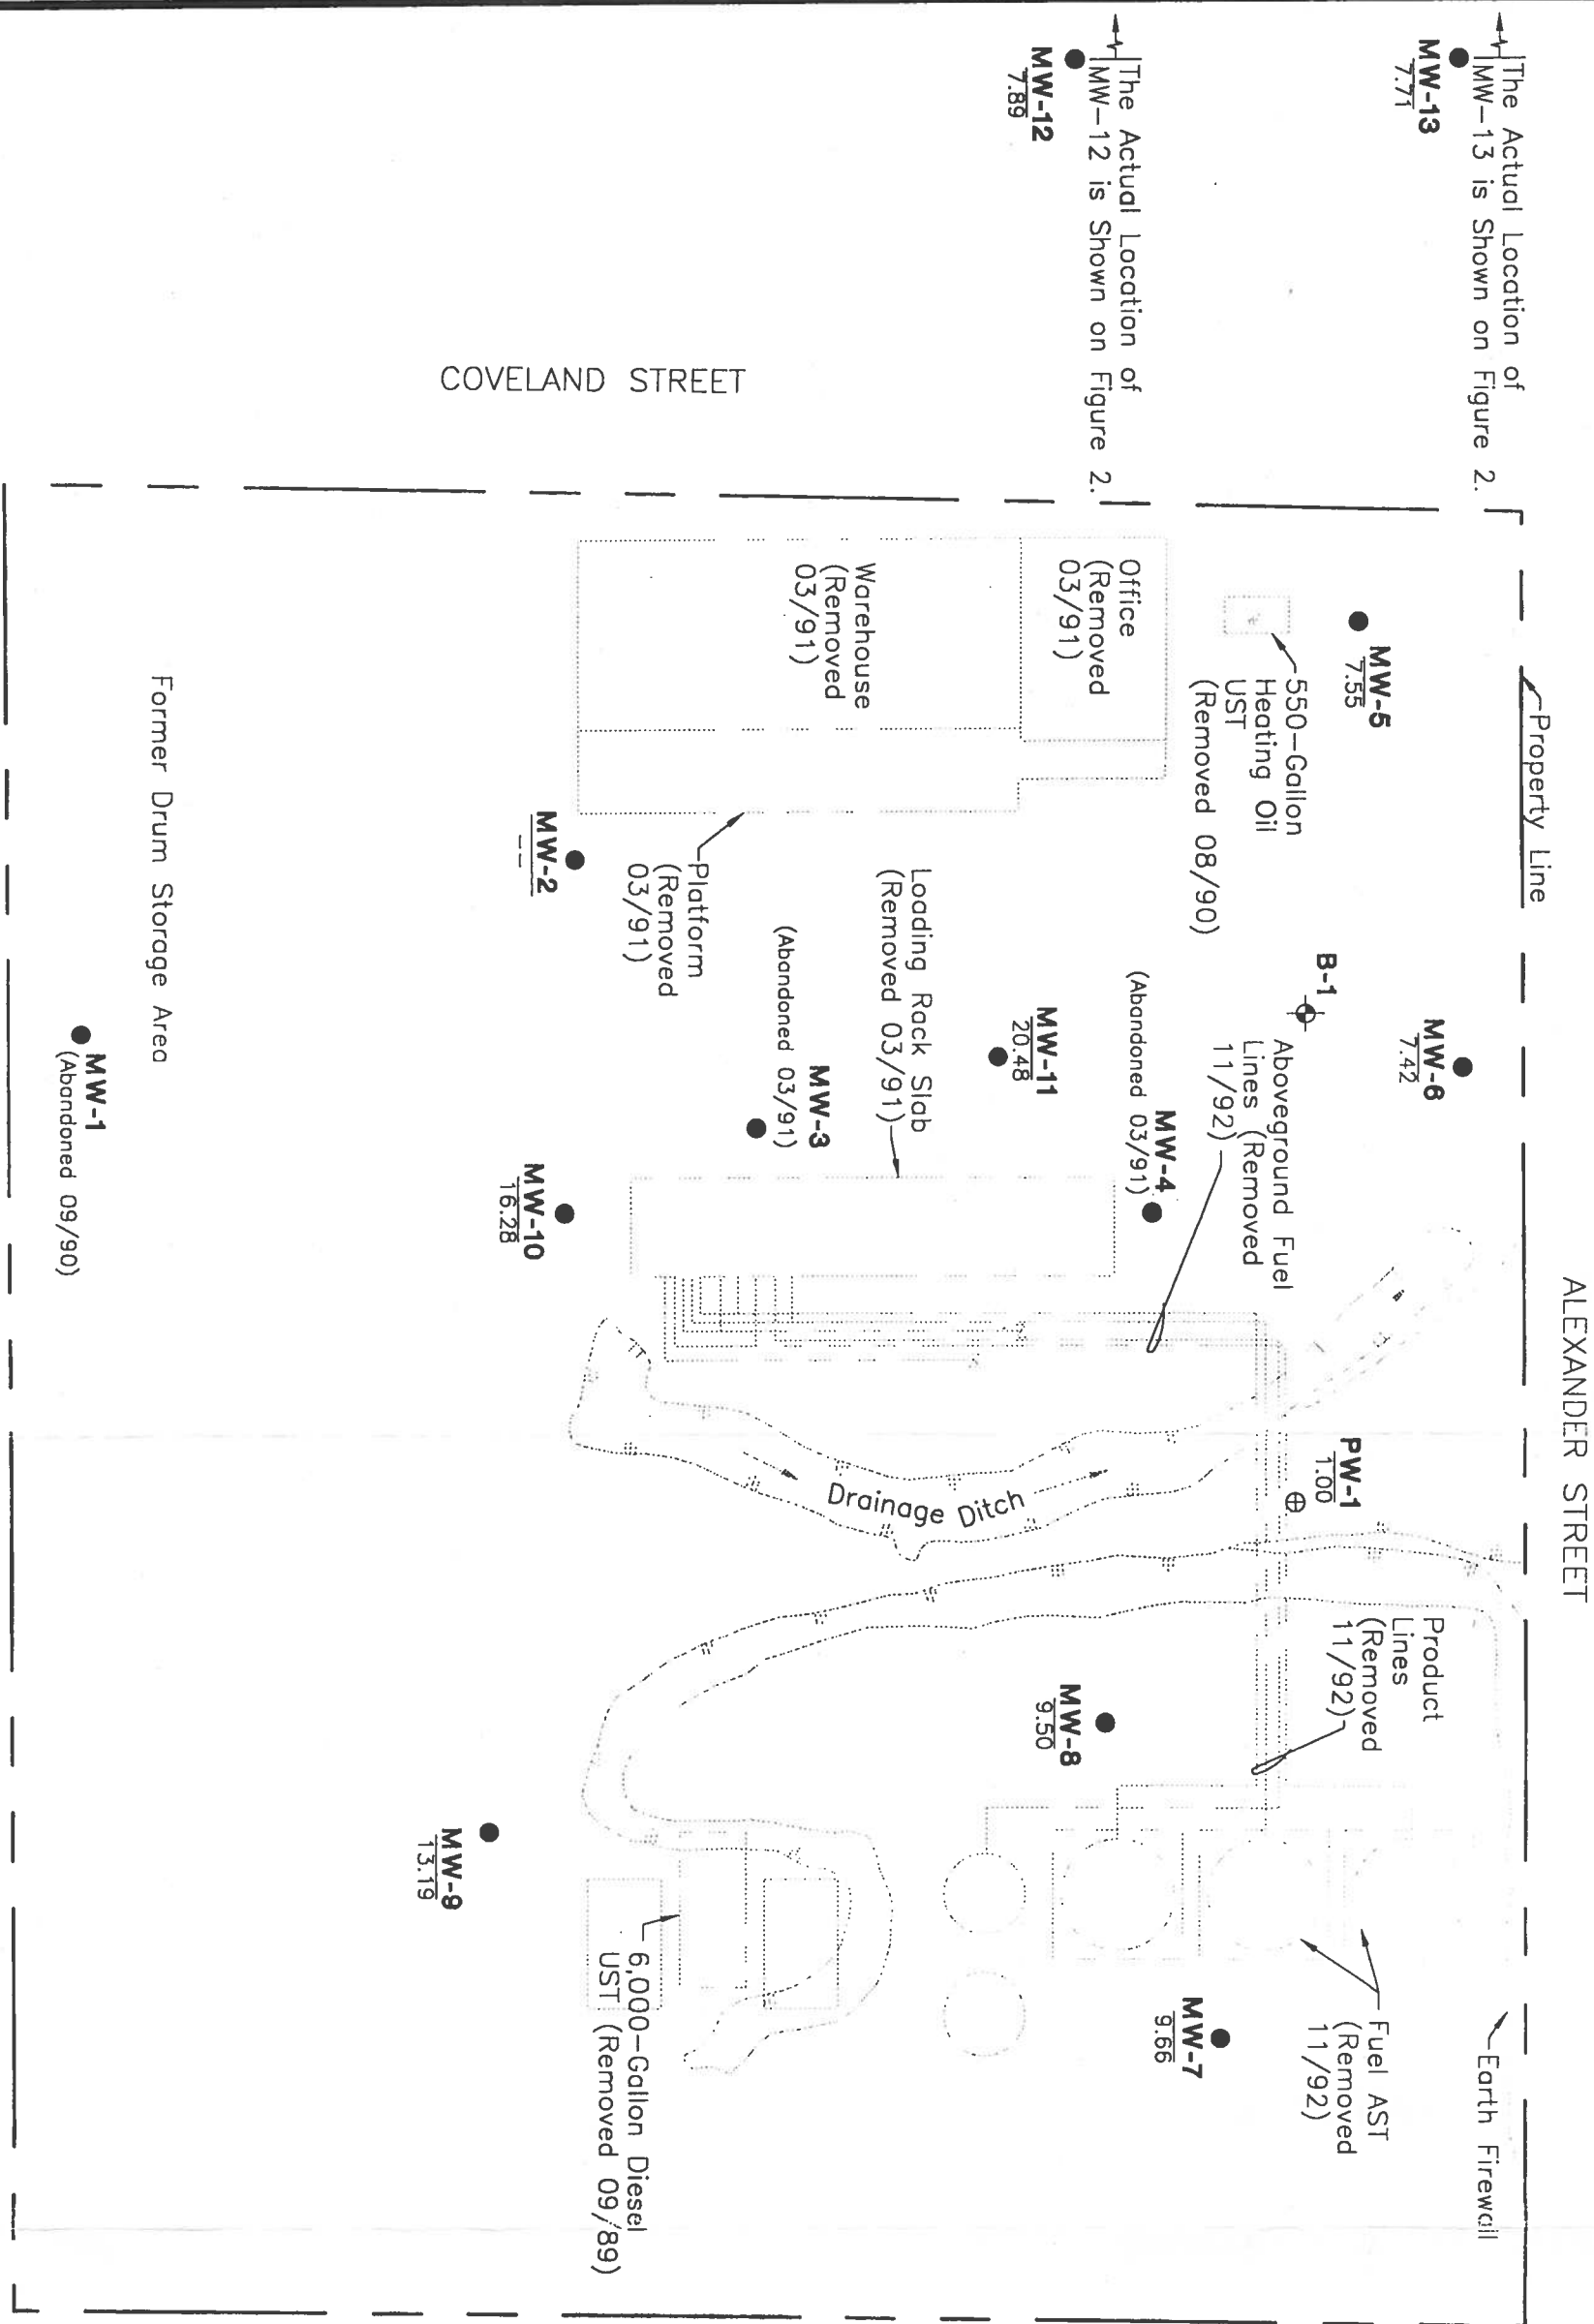 ALEXANDER STREET
The Actual Location of
MW-13 is Shown on Figure 2.
MW-13
7.71
Property Line
Earth Firewall
MW-5
7.55
MW-6
7.42
B-1
PW-1
1.00
Product
Lines
(Removed
11/92)
Fuel AST
(Removed
11/92)
550-Gallon
Heating Oil
UST
(Removed 08/90)
Aboveground Fuel
Lines (Removed
11/92)
MW-4
(Abandoned 03/91)
MW-7
9.66
The Actual Location of
MW-12 is Shown on Figure 2.
MW-12
7.89
Office
(Removed
03/91)
MW-11
20.48
MW-8
9.50
Drainage Ditch
Loading Rack Slab
(Removed 03/91)
Warehouse
(Removed
03/91)
MW-3
(Abandoned 03/91)
COVELAND STREET
Platform
(Removed
03/91)
6,000-Gallon Diesel
UST (Removed 09/89)
MW-2
--
MW-10
16.28
MW-9
13.19
Former Drum Storage Area
MW-1
(Abandoned 09/90)